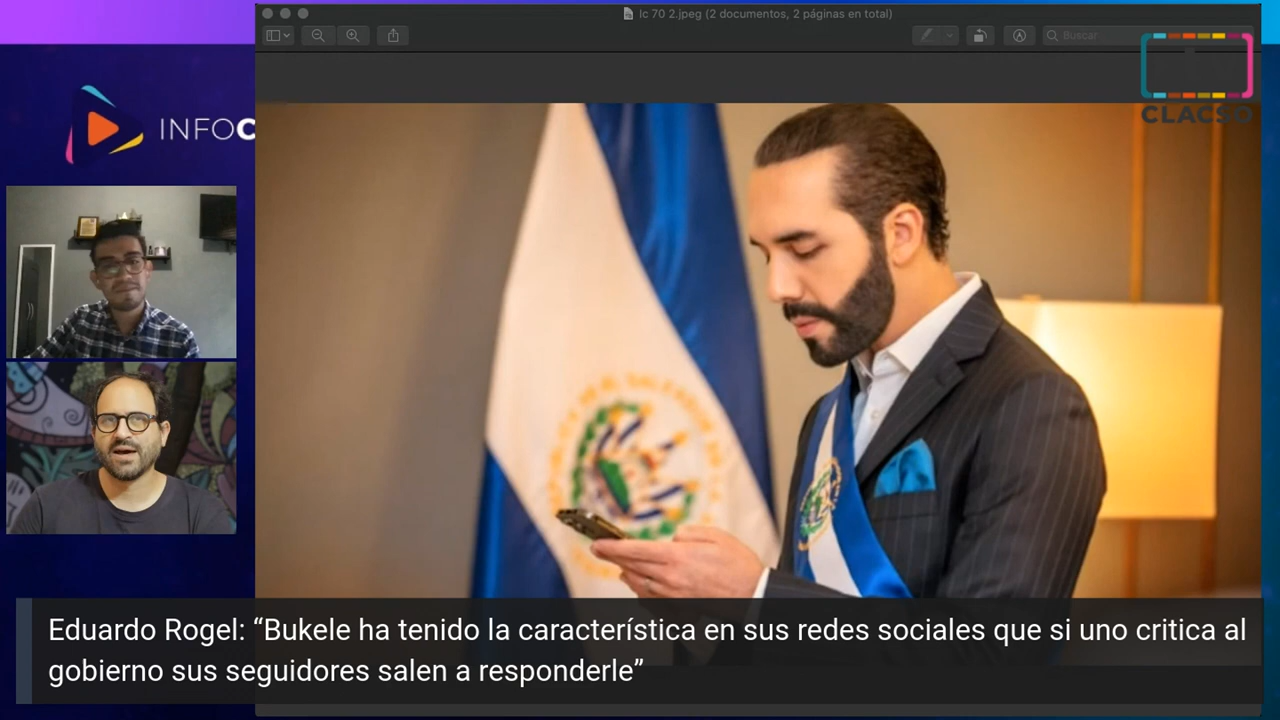 lc 70 2.jpeg (2 documentos, 2 páginas en total)
Buscar
CLACSO
INFOC
Eduardo Rogel: “Bukele ha tenido la característica en sus redes sociales que si uno critica al
gobierno sus seguidores salen a responderle”